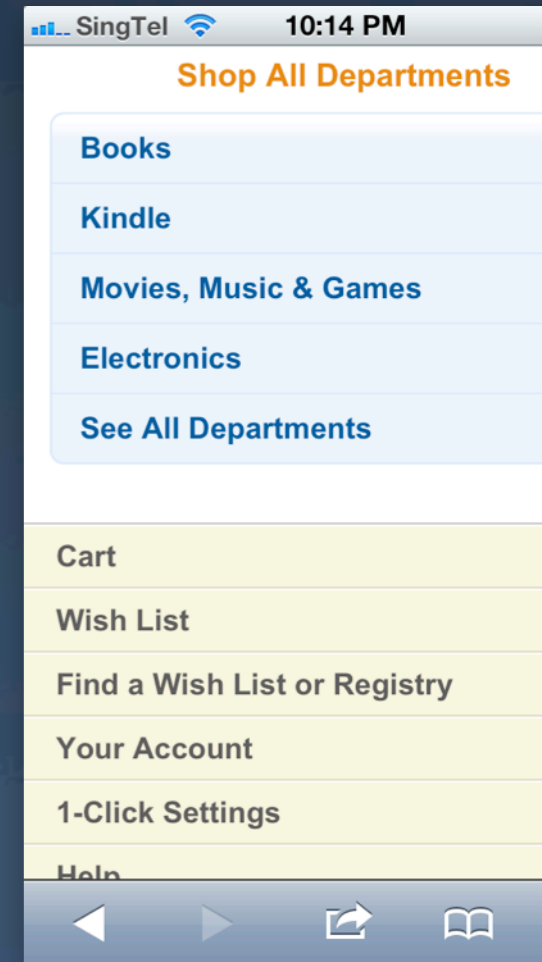 SingTel 10:14 PM
Shop All Departments
Books
Kindle
Movies, Music & Games
Electronics
See All Departments
Cart
Wish List
Find a Wish List or Registry
Your Account
1-Click Settings
Help